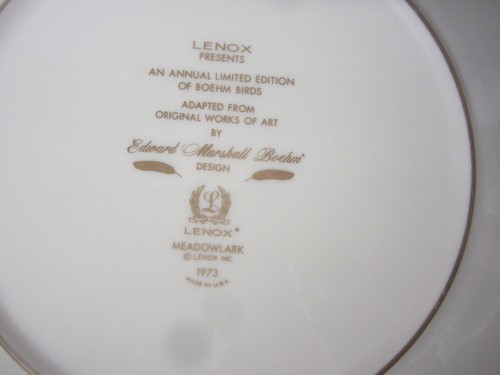 LENOX
PRESENTS
AN ANNUAL LIMITED EDITION
OF BOEHM BIRDS
ADAPTED FROM
ORIGINAL WORKS OF ART
BY
Edward Marshall Boehm*
DESIGN
L
LENOX®
MEADOWLARK
© LENOX INC.
1973
MADE IN U.S.A.